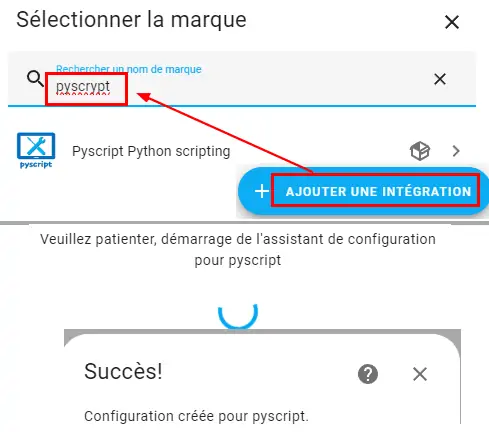 Sélectionner la marque
Rechercher un nom de marque
pyscrypt
pyscript
Pyscript Python scripting
AJOUTER UNE INTÉGRATION
Veuillez patienter, démarrage de l'assistant de configuration
pour pyscript
Succès!
Configuration créée pour pyscript.